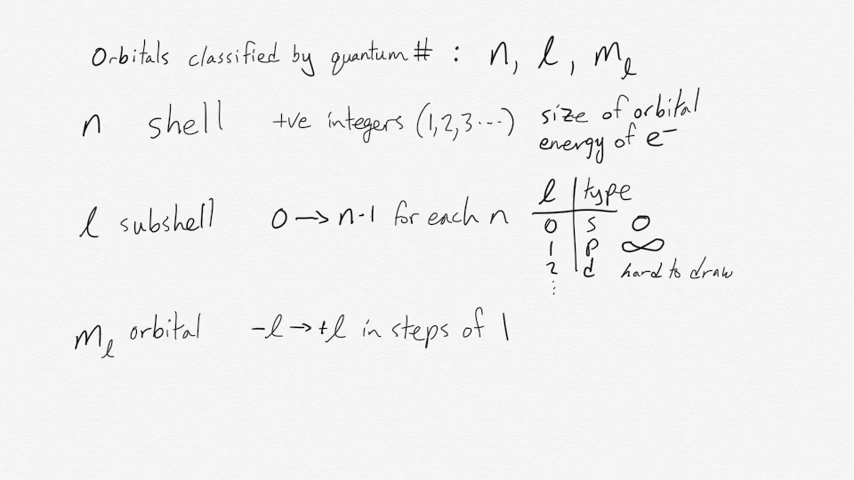 Orbitals classified by quantum # : n, l, mₗ
n shell +ve integers (1,2,3...) size of orbital
energy of e⁻
l subshell 0 → n-1 for each n
l type
0 s
1 p
2 d hard to draw
⋮
mₗ orbital -l → +l in steps of 1